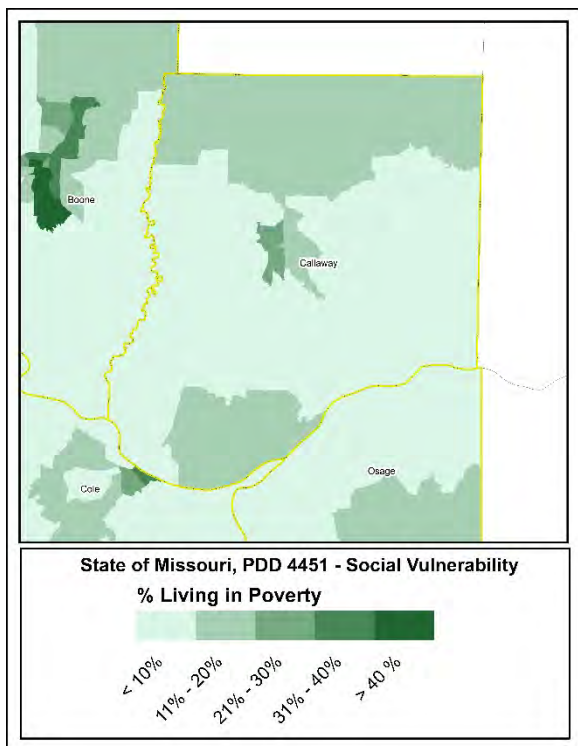 Boone
Callaway
Osage
Cole
State of Missouri, PDD 4451 - Social Vulnerability
% Living in Poverty
< 10%
11% - 20%
21% - 30%
31% - 40%
> 40 %